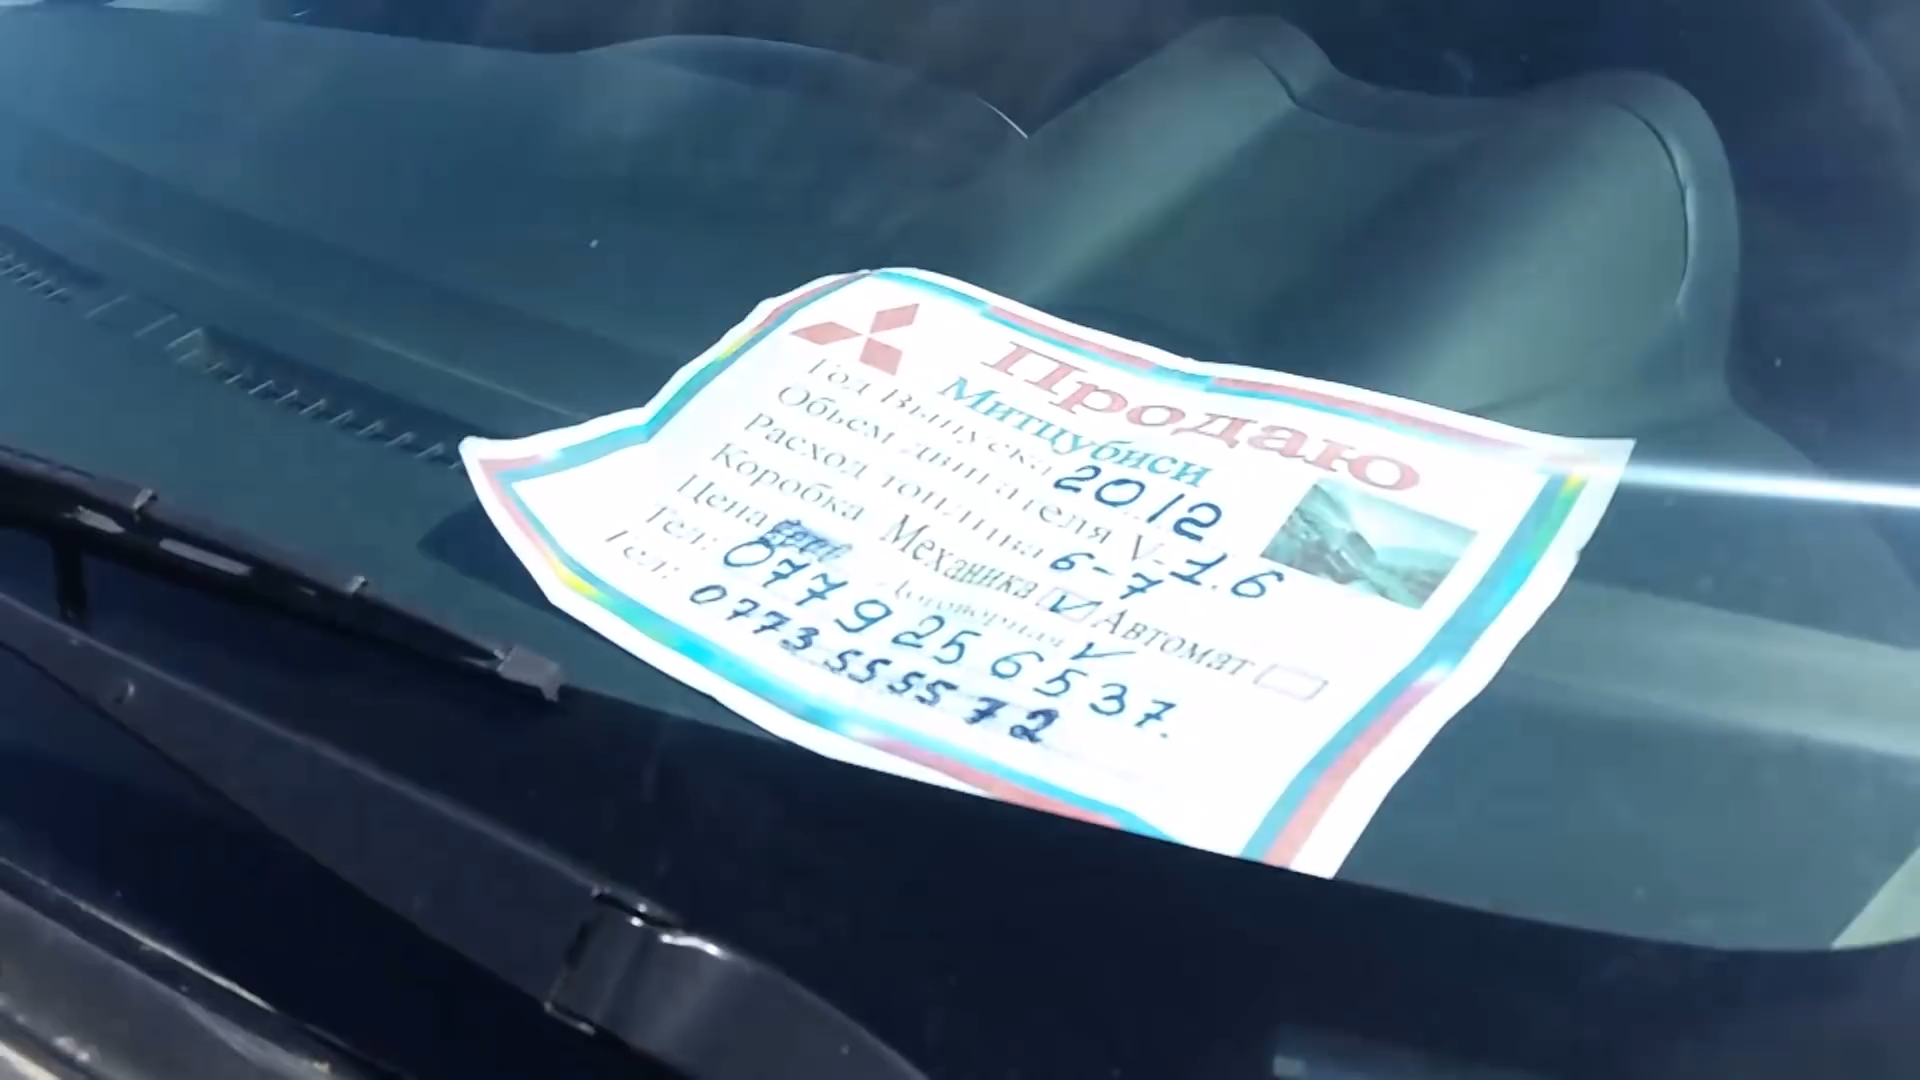 Продаю
Митцубиси
Год Выпуска 2012
Объем двигателя V-1.6
Расход топлива 6-7
Коробка Механика Автомат
Цена Договорная
Тел: 0779256537.
Тел: 0773555572